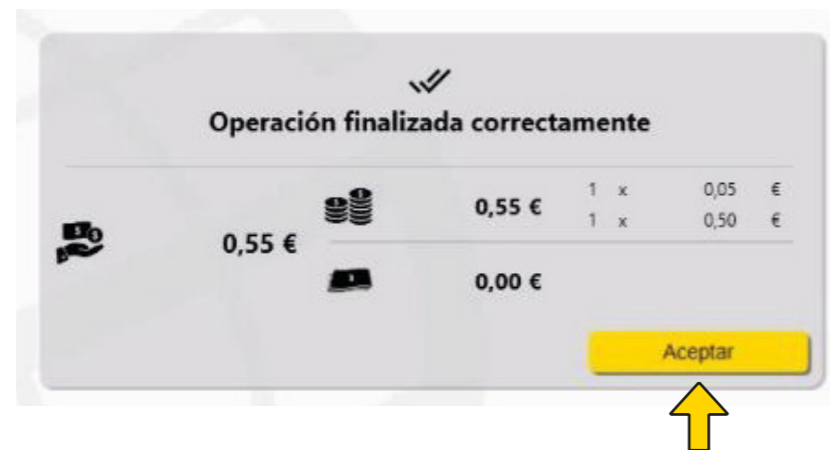 Operación finalizada correctamente
0,55 €
0,55 €
1 x 0,05 €
1 x 0,50 €
0,00 €
Aceptar